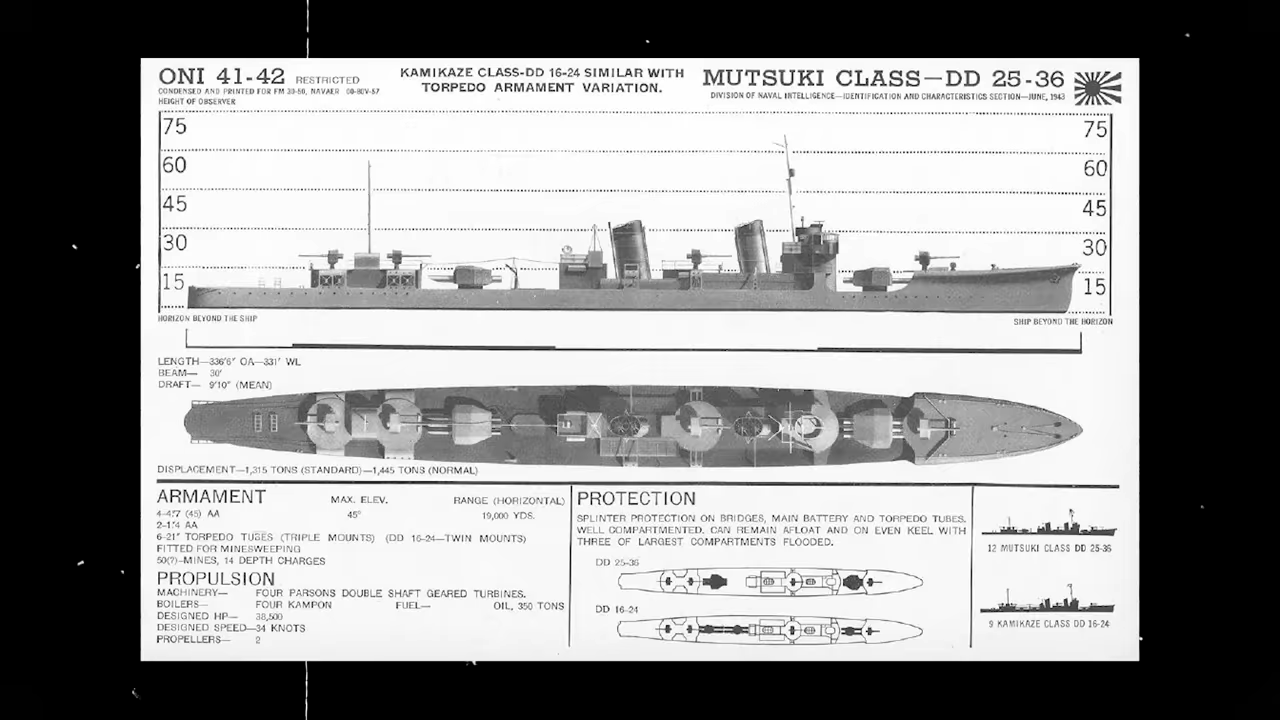 ONI 41-42 RESTRICTED
CONDENSED AND PRINTED FOR FM 30-50, NAVAER 00-80V-57
HEIGHT OF OBSERVER
KAMIKAZE CLASS-DD 16-24 SIMILAR WITH
TORPEDO ARMAMENT VARIATION.
MUTSUKI CLASS—DD 25-36
DIVISION OF NAVAL INTELLIGENCE—IDENTIFICATION AND CHARACTERISTICS SECTION—JUNE, 1943
75 75
60 60
45 45
30 30
15 15
HORIZON BEYOND THE SHIP
SHIP BEYOND THE HORIZON
LENGTH—336'6" OA—331' WL
BEAM— 30'
DRAFT— 9'10" (MEAN)
DISPLACEMENT—1,315 TONS (STANDARD)—1,445 TONS (NORMAL)
ARMAMENT MAX. ELEV. RANGE (HORIZONTAL)
4-4"7 (45) AA 45° 19,000 YDS.
2-1"4 AA
6-21" TORPEDO TUBES (TRIPLE MOUNTS) (DD 16-24—TWIN MOUNTS)
FITTED FOR MINESWEEPING
50(?)-MINES, 14 DEPTH CHARGES
PROPULSION
MACHINERY— FOUR PARSONS DOUBLE SHAFT GEARED TURBINES.
BOILERS— FOUR KAMPON FUEL— OIL, 350 TONS
DESIGNED HP— 38,500
DESIGNED SPEED—34 KNOTS
PROPELLERS— 2
PROTECTION
SPLINTER PROTECTION ON BRIDGES, MAIN BATTERY AND TORPEDO TUBES.
WELL COMPARTMENTED. CAN REMAIN AFLOAT AND ON EVEN KEEL WITH
THREE OF LARGEST COMPARTMENTS FLOODED.
DD 25-36
DD 16-24
12 MUTSUKI CLASS DD 25-36
9 KAMIKAZE CLASS DD 16-24